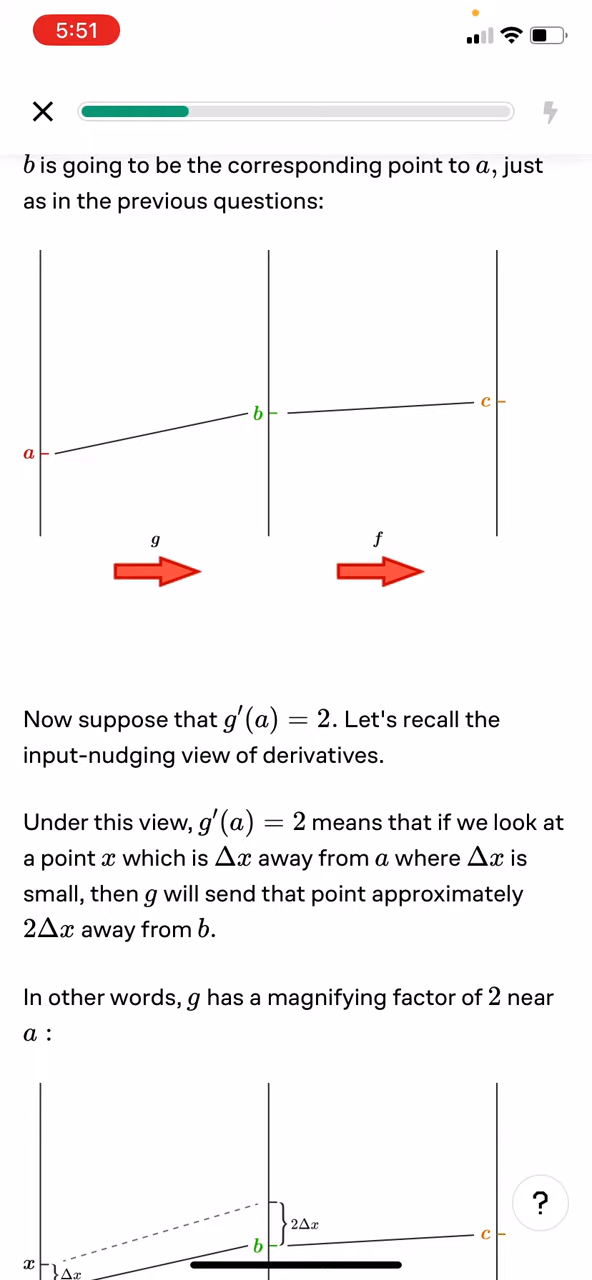 5:51
b is going to be the corresponding point to a, just
as in the previous questions:
b
c
a
g
f
Now suppose that g′(a) = 2. Let's recall the
input-nudging view of derivatives.
Under this view, g′(a) = 2 means that if we look at
a point x which is Δx away from a where Δx is
small, then g will send that point approximately
2Δx away from b.
In other words, g has a magnifying factor of 2 near
a :
2Δx
b
c
x
Δx
?